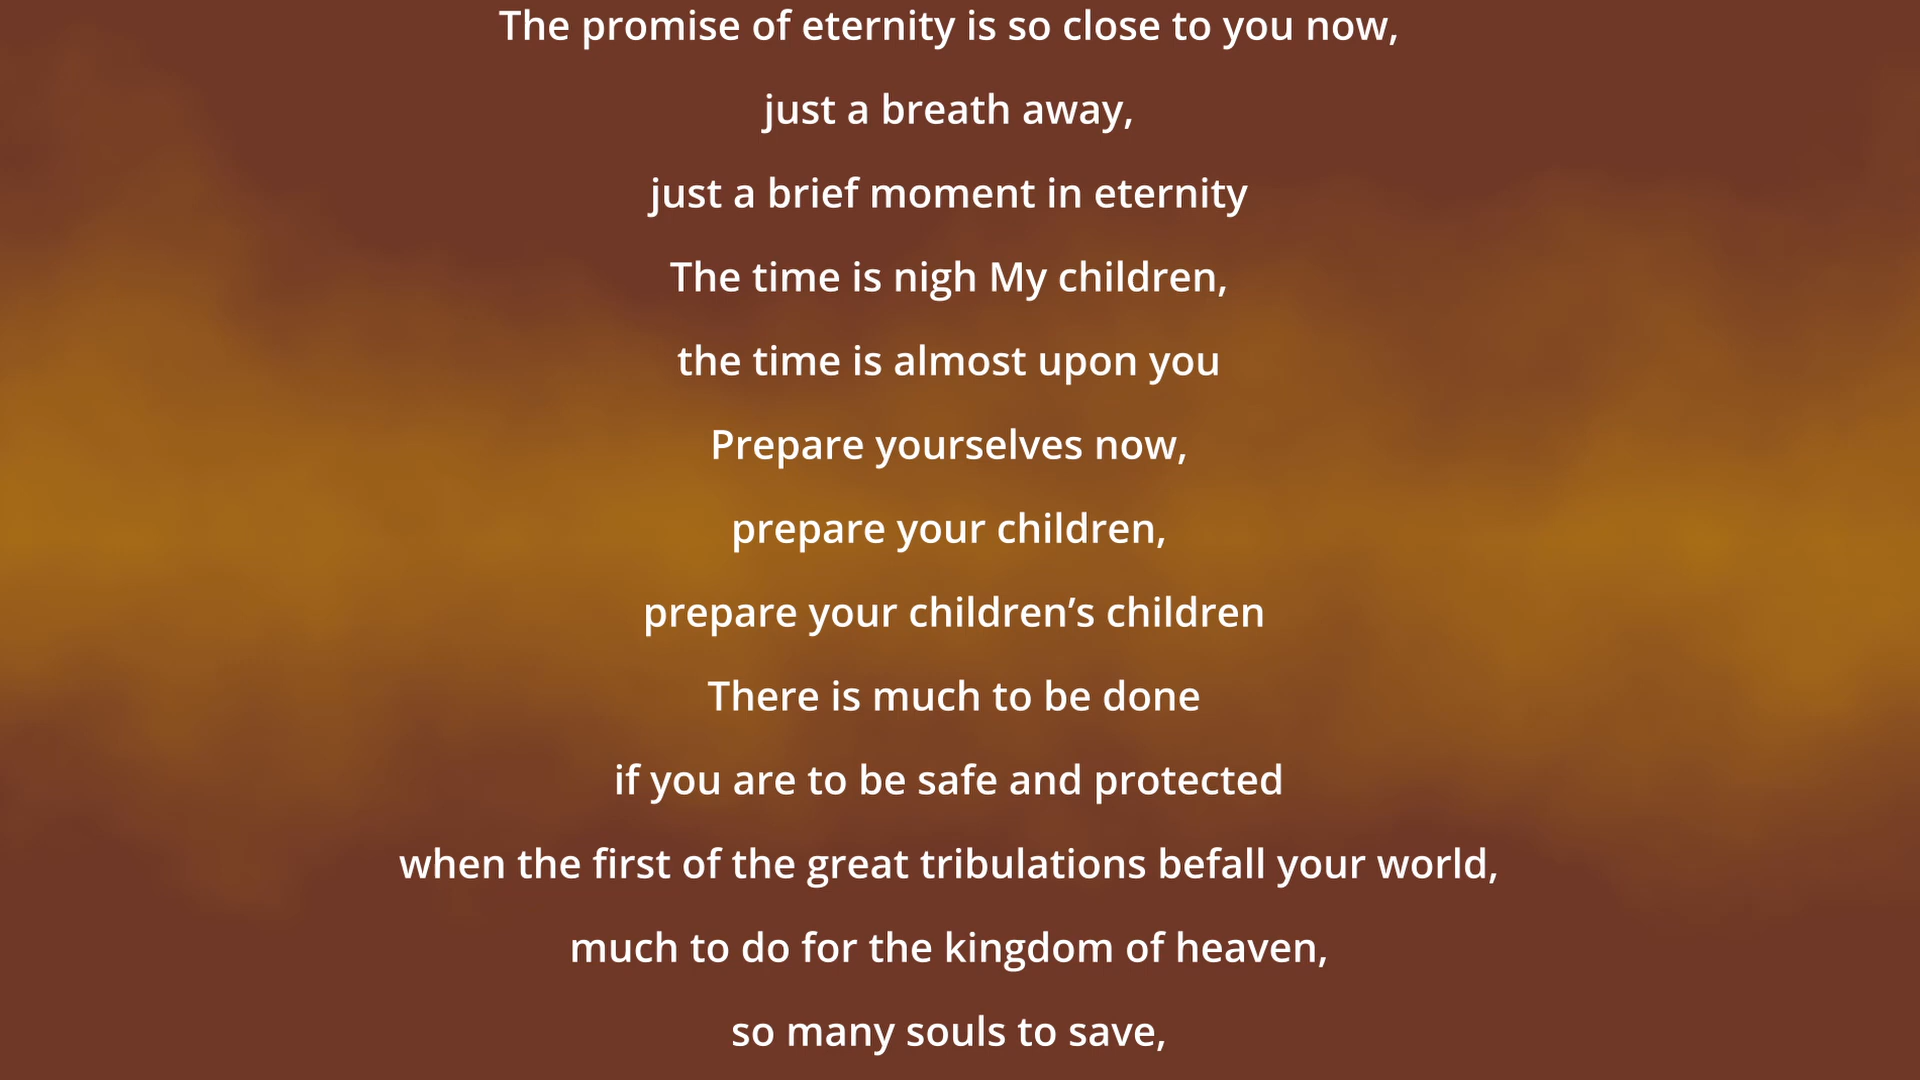 The promise of eternity is so close to you now,
just a breath away,
just a brief moment in eternity
The time is nigh My children,
the time is almost upon you
Prepare yourselves now,
prepare your children,
prepare your children’s children
There is much to be done
if you are to be safe and protected
when the first of the great tribulations befall your world,
much to do for the kingdom of heaven,
so many souls to save,